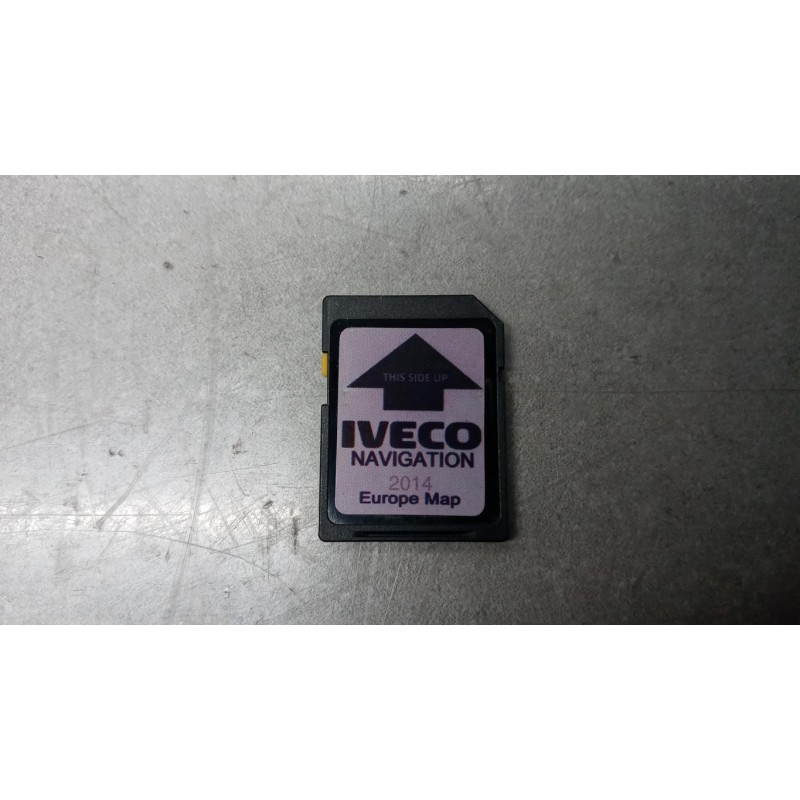 THIS SIDE UP
IVECO
NAVIGATION
2014
Europe Map